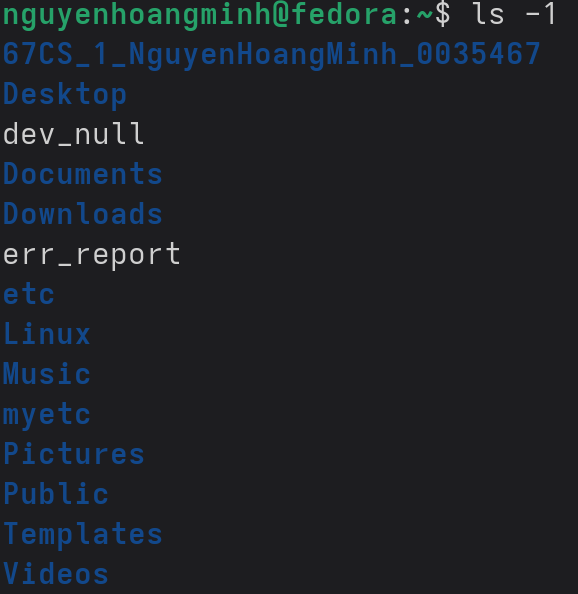 nguyenhoangminh@fedora:~$ ls -1
67CS_1_NguyenHoangMinh_0035467
Desktop
dev_null
Documents
Downloads
err_report
etc
Linux
Music
myetc
Pictures
Public
Templates
Videos